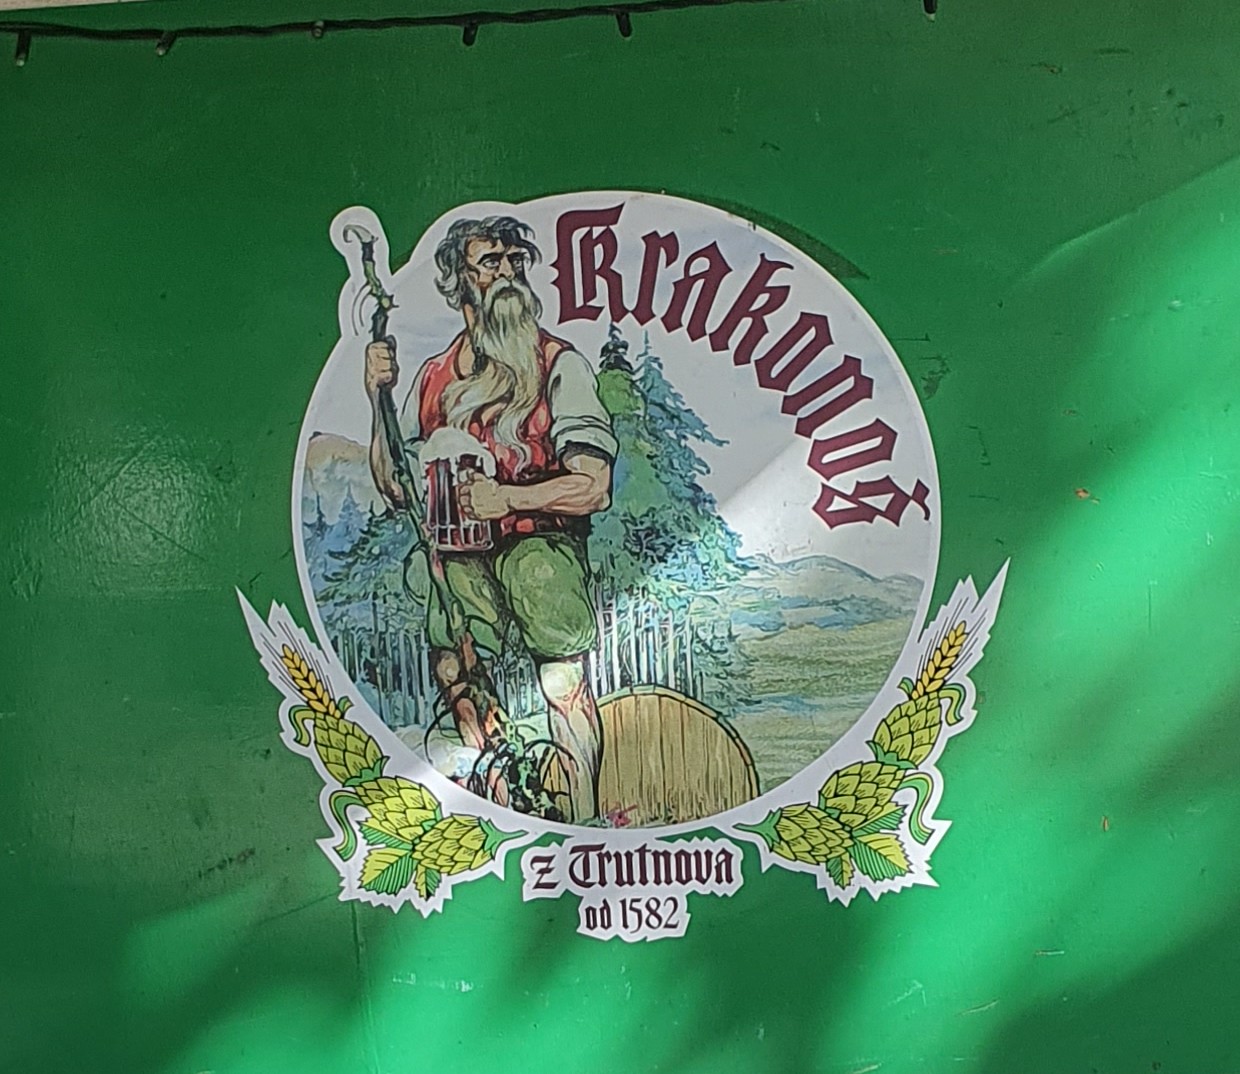 Krakonoš
z Trutnova
od 1582